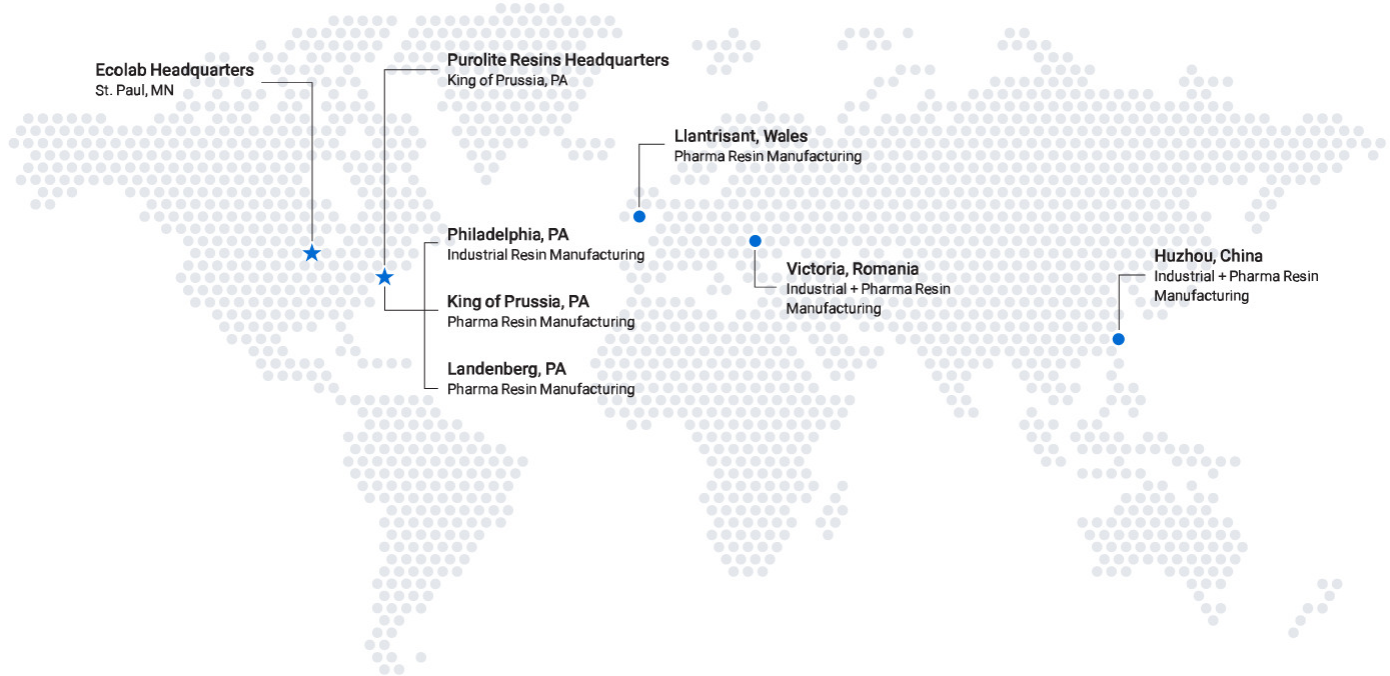 Ecolab Headquarters
St. Paul, MN
Purolite Resins Headquarters
King of Prussia, PA
Llantrisant, Wales
Pharma Resin Manufacturing
Philadelphia, PA
Industrial Resin Manufacturing
King of Prussia, PA
Pharma Resin Manufacturing
Landenberg, PA
Pharma Resin Manufacturing
Victoria, Romania
Industrial + Pharma Resin
Manufacturing
Huzhou, China
Industrial + Pharma Resin
Manufacturing